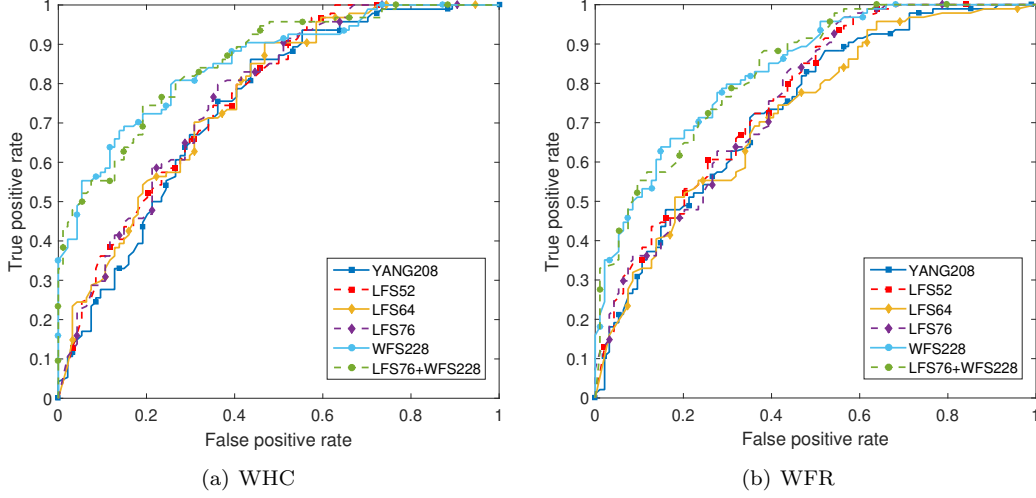 1
0.9
0.8
0.7
0.6
0.5
0.4
0.3
0.2
0.1
0
0 0.2 0.4 0.6 0.8 1
True positive rate
False positive rate
YANG208
LFS52
LFS64
LFS76
WFS228
LFS76+WFS228
(a) WHC
1
0.9
0.8
0.7
0.6
0.5
0.4
0.3
0.2
0.1
0
0 0.2 0.4 0.6 0.8 1
True positive rate
False positive rate
YANG208
LFS52
LFS64
LFS76
WFS228
LFS76+WFS228
(b) WFR